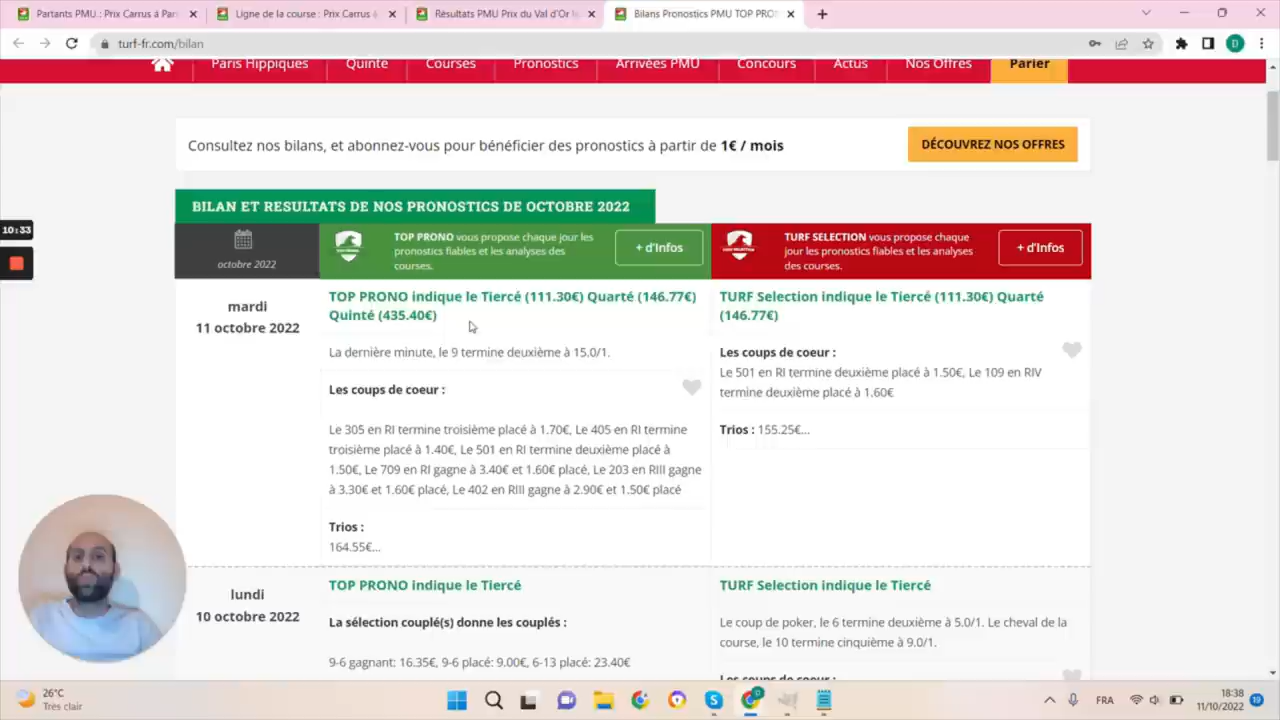 Partants PMU : Prix Carrus à Par
Ligne de la course : Prix Carrus à
Résultats PMU Prix du Val d'Or
Bilans Pronostics PMU TOP PRO
turf-fr.com/bilan
D
Paris Hippiques
Quinte
Courses
Pronostics
Arrivées PMU
Concours
Actus
Nos Offres
Parier
Consultez nos bilans, et abonnez-vous pour bénéficier des pronostics à partir de 1€ / mois
DÉCOUVREZ NOS OFFRES
BILAN ET RESULTATS DE NOS PRONOSTICS DE OCTOBRE 2022
10:33
octobre 2022
TOP PRONO vous propose chaque jour les
pronostics fiables et les analyses des
courses.
+ d'Infos
TURF SELECTION vous propose chaque
jour les pronostics fiables et les analyses
des courses.
+ d'Infos
mardi
11 octobre 2022
TOP PRONO indique le Tiercé (111.30€) Quarté (146.77€)
Quinté (435.40€)
La dernière minute, le 9 termine deuxième à 15.0/1.
Les coups de coeur :
Le 305 en RI termine troisième placé à 1.70€, Le 405 en RI termine
troisième placé à 1.40€, Le 501 en RI termine deuxième placé à
1.50€, Le 709 en RI gagne à 3.40€ et 1.60€ placé, Le 203 en RIII gagne
à 3.30€ et 1.60€ placé, Le 402 en RIII gagne à 2.90€ et 1.50€ placé
Trios :
164.55€...
TURF Selection indique le Tiercé (111.30€) Quarté
(146.77€)
Les coups de coeur :
Le 501 en RI termine deuxième placé à 1.50€, Le 109 en RIV
termine deuxième placé à 1.60€
Trios : 155.25€...
lundi
10 octobre 2022
TOP PRONO indique le Tiercé
La sélection couplé(s) donne les couplés :
9-6 gagnant: 16.35€, 9-6 placé: 9.00€, 6-13 placé: 23.40€
TURF Selection indique le Tiercé
Le coup de poker, le 6 termine deuxième à 5.0/1. Le cheval de la
course, le 10 termine cinquième à 9.0/1.
Les coups de coeur :
26°C
Très clair
FRA
18:38
11/10/2022
19